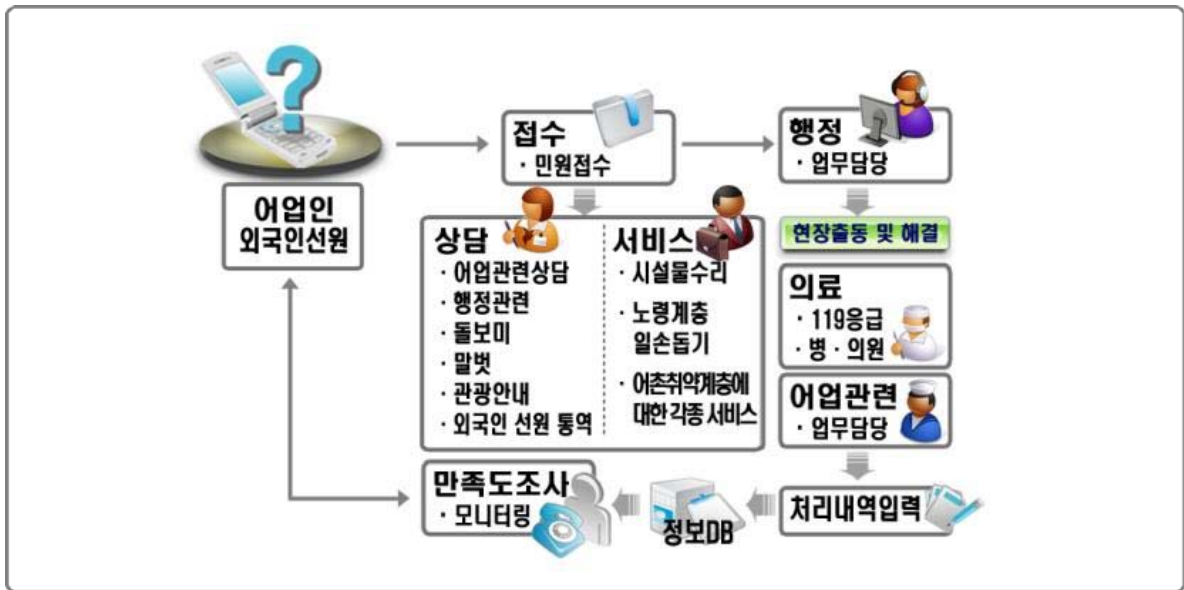 어업인
외국인선원
접수
· 민원접수
행정
· 업무담당
상담
· 어업관련상담
· 행정관련
· 돌보미
· 말벗
· 관광안내
· 외국인 선원 통역
서비스
· 시설물수리
· 노령계층
일손돕기
· 어촌취약계층에
대한 각종 서비스
현장출동 및 해결
의료
· 119응급
· 병 · 의원
어업관련
· 업무담당
처리내역입력
정보DB
만족도조사
· 모니터링